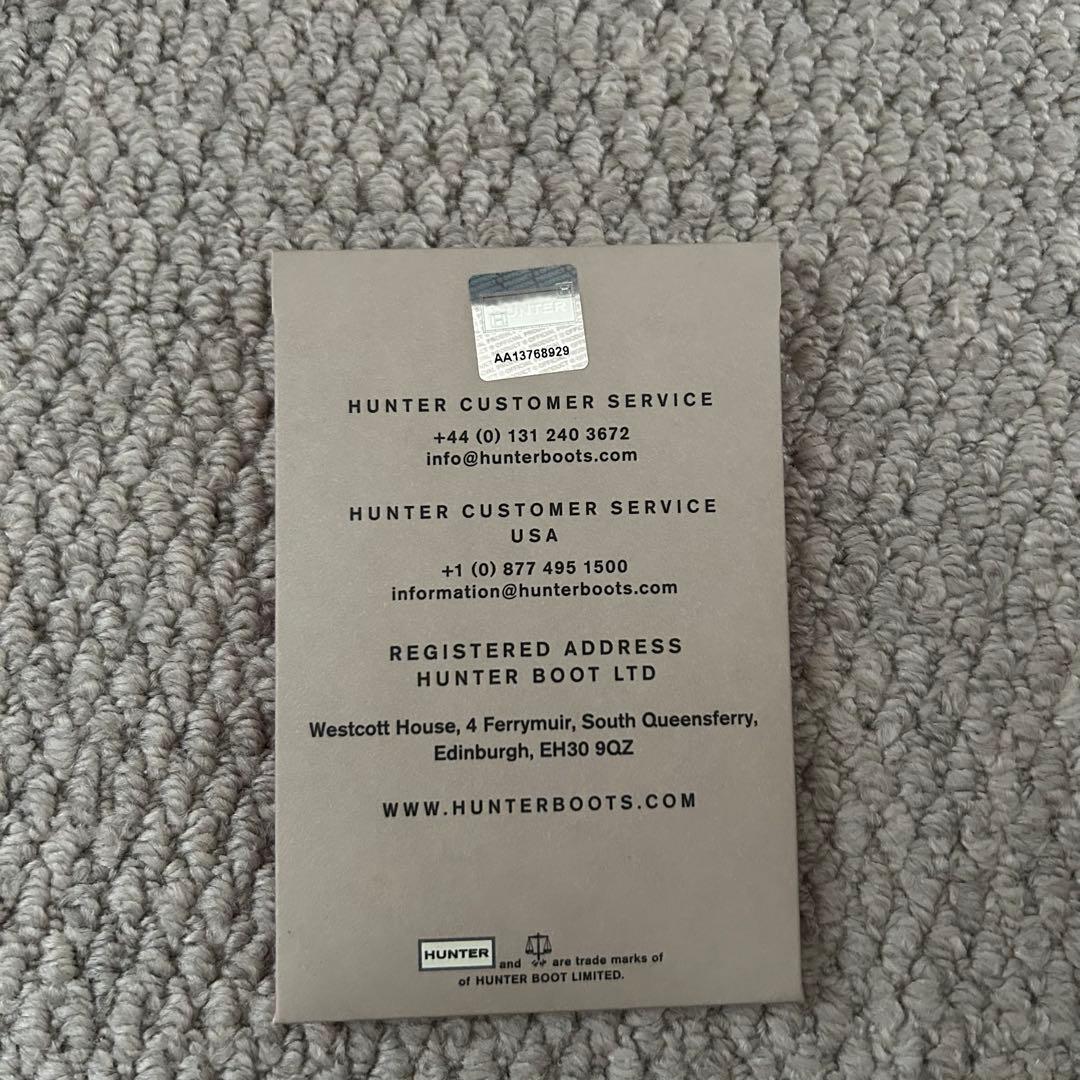 HUNTER
AA13768929
HUNTER CUSTOMER SERVICE
+44 (0) 131 240 3672
info@hunterboots.com
HUNTER CUSTOMER SERVICE
USA
+1 (0) 877 495 1500
information@hunterboots.com
REGISTERED ADDRESS
HUNTER BOOT LTD
Westcott House, 4 Ferrymuir, South Queensferry,
Edinburgh, EH30 9QZ
WWW.HUNTERBOOTS.COM
HUNTER and are trade marks of
of HUNTER BOOT LIMITED.